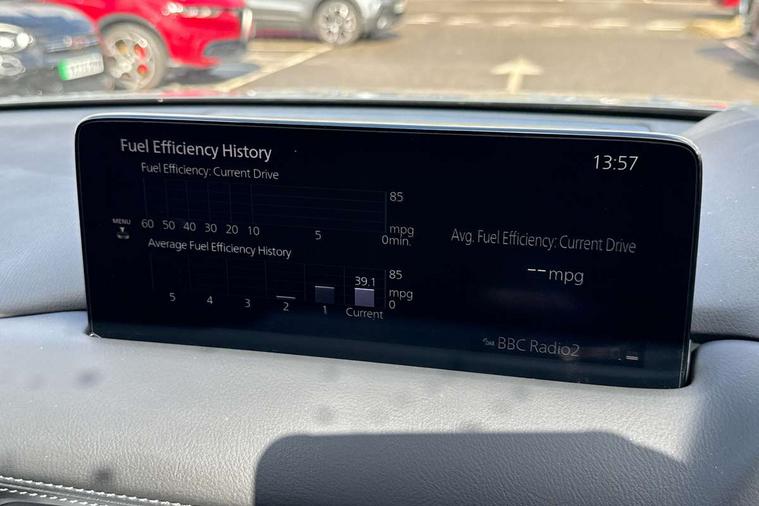 Fuel Efficiency History
13:57
Fuel Efficiency: Current Drive
85
60 50 40 30 20 10 5 0min.
mpg
MENU
Average Fuel Efficiency History
Avg. Fuel Efficiency: Current Drive
--mpg
39.1
85
mpg
0
5 4 3 2 1 Current
DAB BBC Radio2